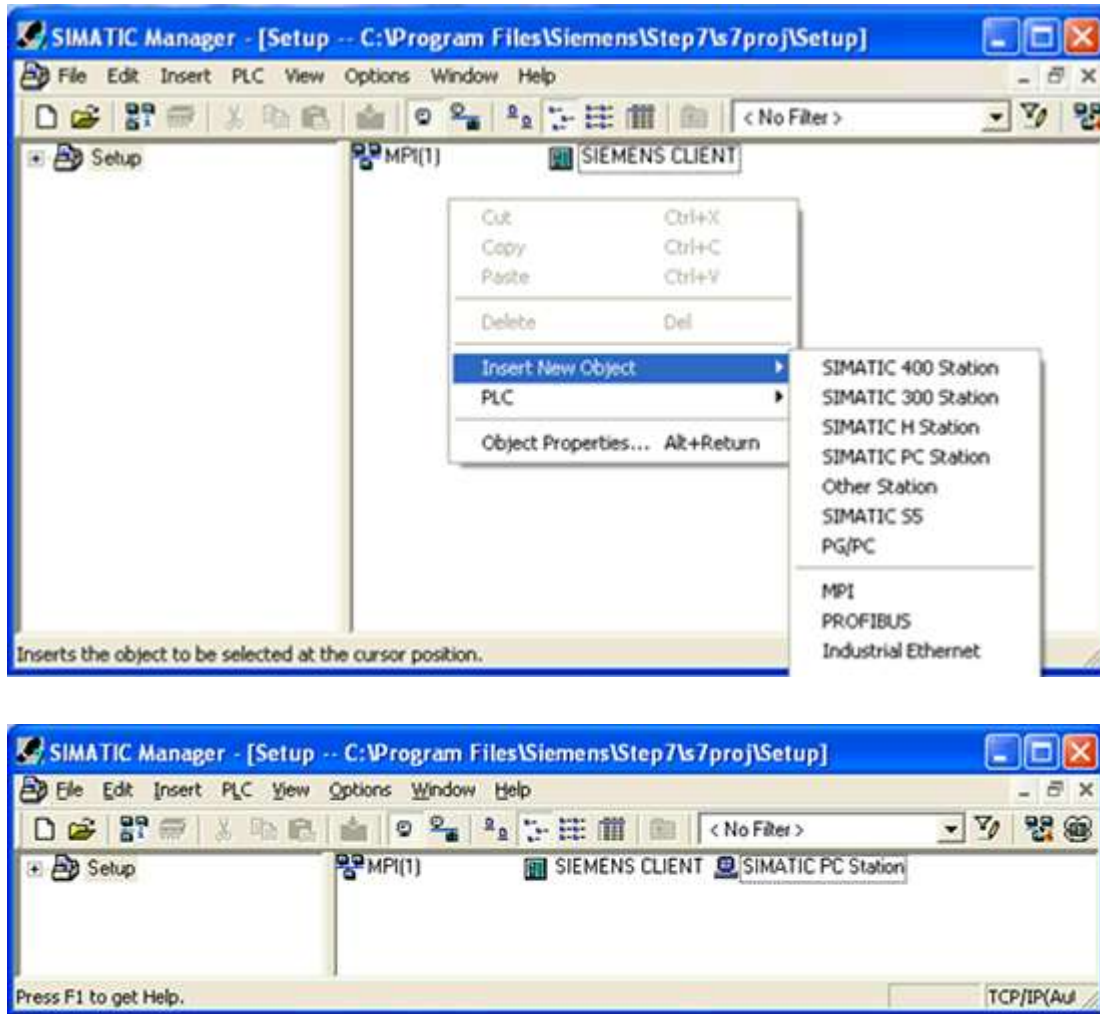 SIMATIC Manager - [Setup -- C:\Program Files\Siemens\Step7\s7proj\Setup]
File Edit Insert PLC View Options Window Help
< No Filter >
Setup
MPI(1) SIEMENS CLIENT
Cut Ctrl+X
Copy Ctrl+C
Paste Ctrl+V
Delete Del
Insert New Object
PLC
Object Properties... Alt+Return
SIMATIC 400 Station
SIMATIC 300 Station
SIMATIC H Station
SIMATIC PC Station
Other Station
SIMATIC S5
PG/PC
MPI
PROFIBUS
Industrial Ethernet
Inserts the object to be selected at the cursor position.
SIMATIC Manager - [Setup -- C:\Program Files\Siemens\Step7\s7proj\Setup]
File Edit Insert PLC View Options Window Help
< No Filter >
Setup
MPI(1) SIEMENS CLIENT SIMATIC PC Station
Press F1 to get Help.
TCP/IP(Aut